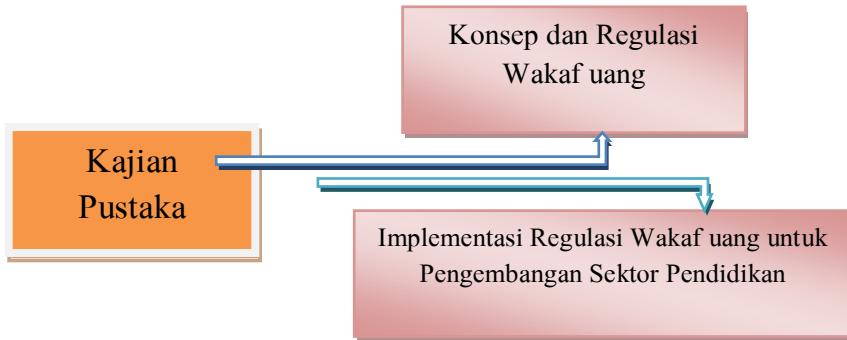 Konsep dan Regulasi
Wakaf uang
Kajian
Pustaka
Implementasi Regulasi Wakaf uang untuk
Pengembangan Sektor Pendidikan